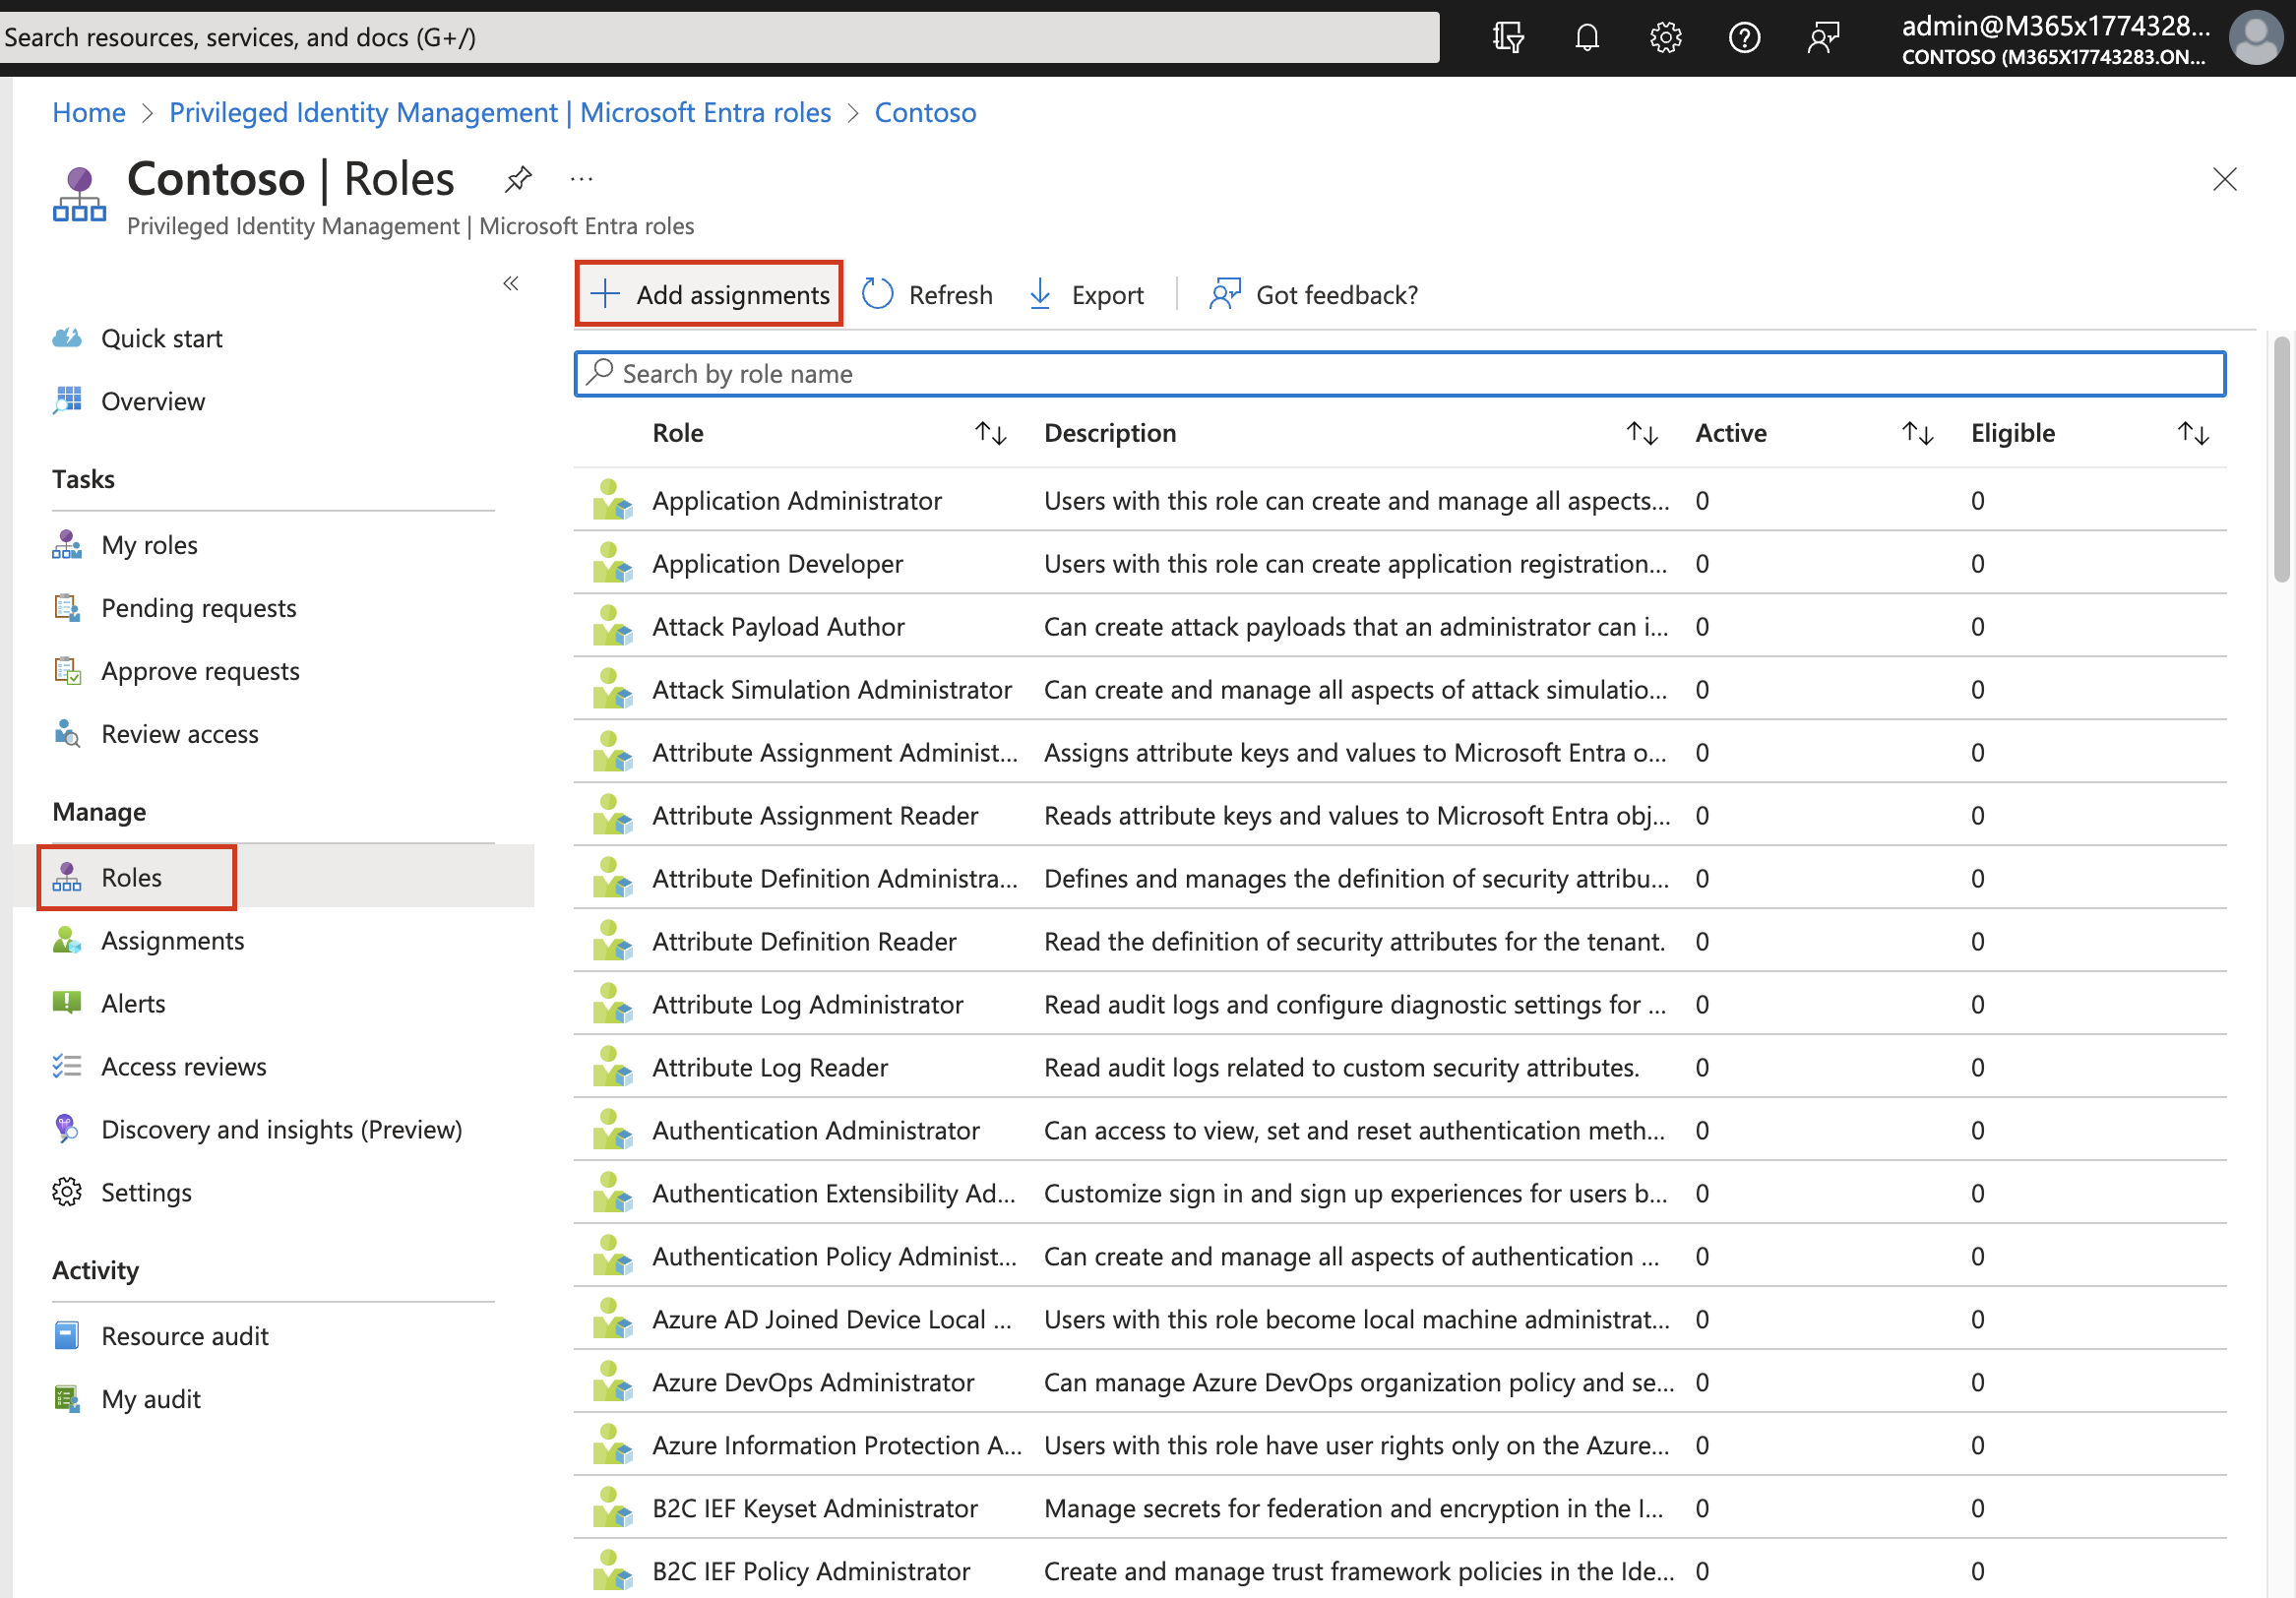 Search resources, services, and docs (G+/)
admin@M365x1774328...
CONTOSO (M365X17743283.ON...
Home > Privileged Identity Management | Microsoft Entra roles > Contoso
Contoso | Roles ...
Privileged Identity Management | Microsoft Entra roles
Quick start
Overview
Tasks
My roles
Pending requests
Approve requests
Review access
Manage
Roles
Assignments
Alerts
Access reviews
Discovery and insights (Preview)
Settings
Activity
Resource audit
My audit
Add assignments Refresh Export Got feedback?
Search by role name
Role Description Active Eligible
Application Administrator Users with this role can create and manage all aspects... 0 0
Application Developer Users with this role can create application registration... 0 0
Attack Payload Author Can create attack payloads that an administrator can i... 0 0
Attack Simulation Administrator Can create and manage all aspects of attack simulatio... 0 0
Attribute Assignment Administ... Assigns attribute keys and values to Microsoft Entra o... 0 0
Attribute Assignment Reader Reads attribute keys and values to Microsoft Entra obj... 0 0
Attribute Definition Administra... Defines and manages the definition of security attribu... 0 0
Attribute Definition Reader Read the definition of security attributes for the tenant. 0 0
Attribute Log Administrator Read audit logs and configure diagnostic settings for ... 0 0
Attribute Log Reader Read audit logs related to custom security attributes. 0 0
Authentication Administrator Can access to view, set and reset authentication meth... 0 0
Authentication Extensibility Ad... Customize sign in and sign up experiences for users b... 0 0
Authentication Policy Administ... Can create and manage all aspects of authentication ... 0 0
Azure AD Joined Device Local ... Users with this role become local machine administrat... 0 0
Azure DevOps Administrator Can manage Azure DevOps organization policy and se... 0 0
Azure Information Protection A... Users with this role have user rights only on the Azure... 0 0
B2C IEF Keyset Administrator Manage secrets for federation and encryption in the I... 0 0
B2C IEF Policy Administrator Create and manage trust framework policies in the Ide... 0 0